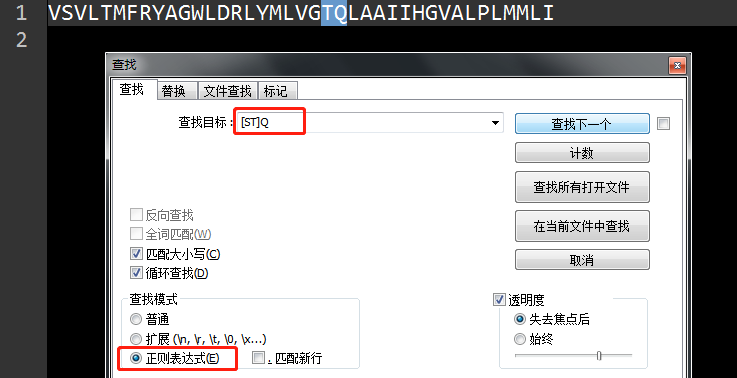 1 VSVLTMFRYAGWLDRLYMLVGTQLAAIIHGVALPLMMLI
2
查找
查找 替换 文件查找 标记
查找目标 : [ST]Q 查找下一个
计数
查找所有打开文件
在当前文件中查找
取消
反向查找
全词匹配(W)
匹配大小写(C)
循环查找(D)
查找模式
普通
扩展 (\n, \r, \t, \0, \x...)
正则表达式(E) . 匹配新行
透明度
失去焦点后
始终